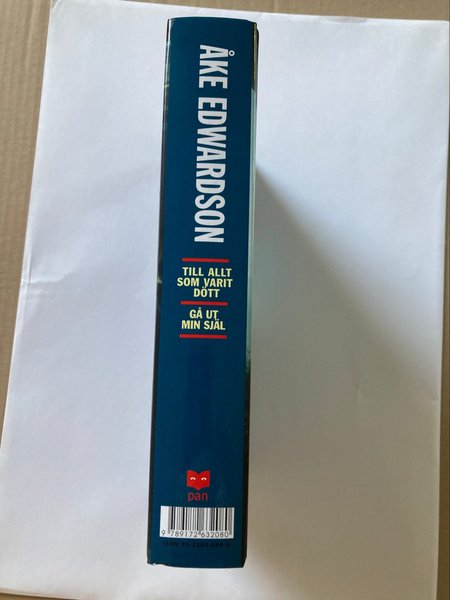 ÅKE EDWARDSON
TILL ALLT
SOM VARIT
DÖTT
GÅ UT
MIN SJÄL
pan
9 789172 632080